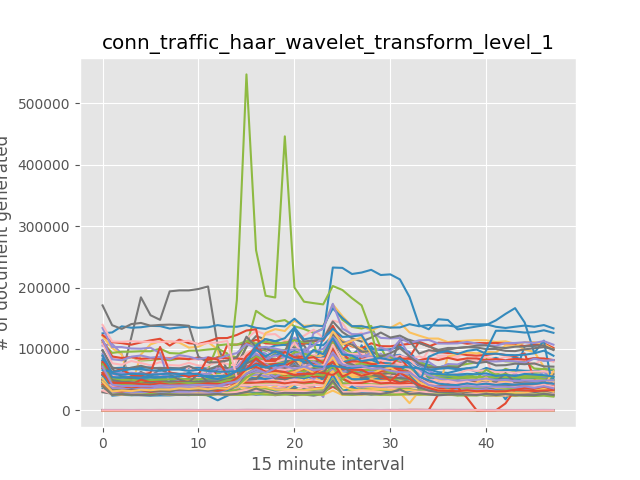 conn_traffic_haar_wavelet_transform_level_1
# of document generated
500000
400000
300000
200000
100000
0
0 10 20 30 40
15 minute interval